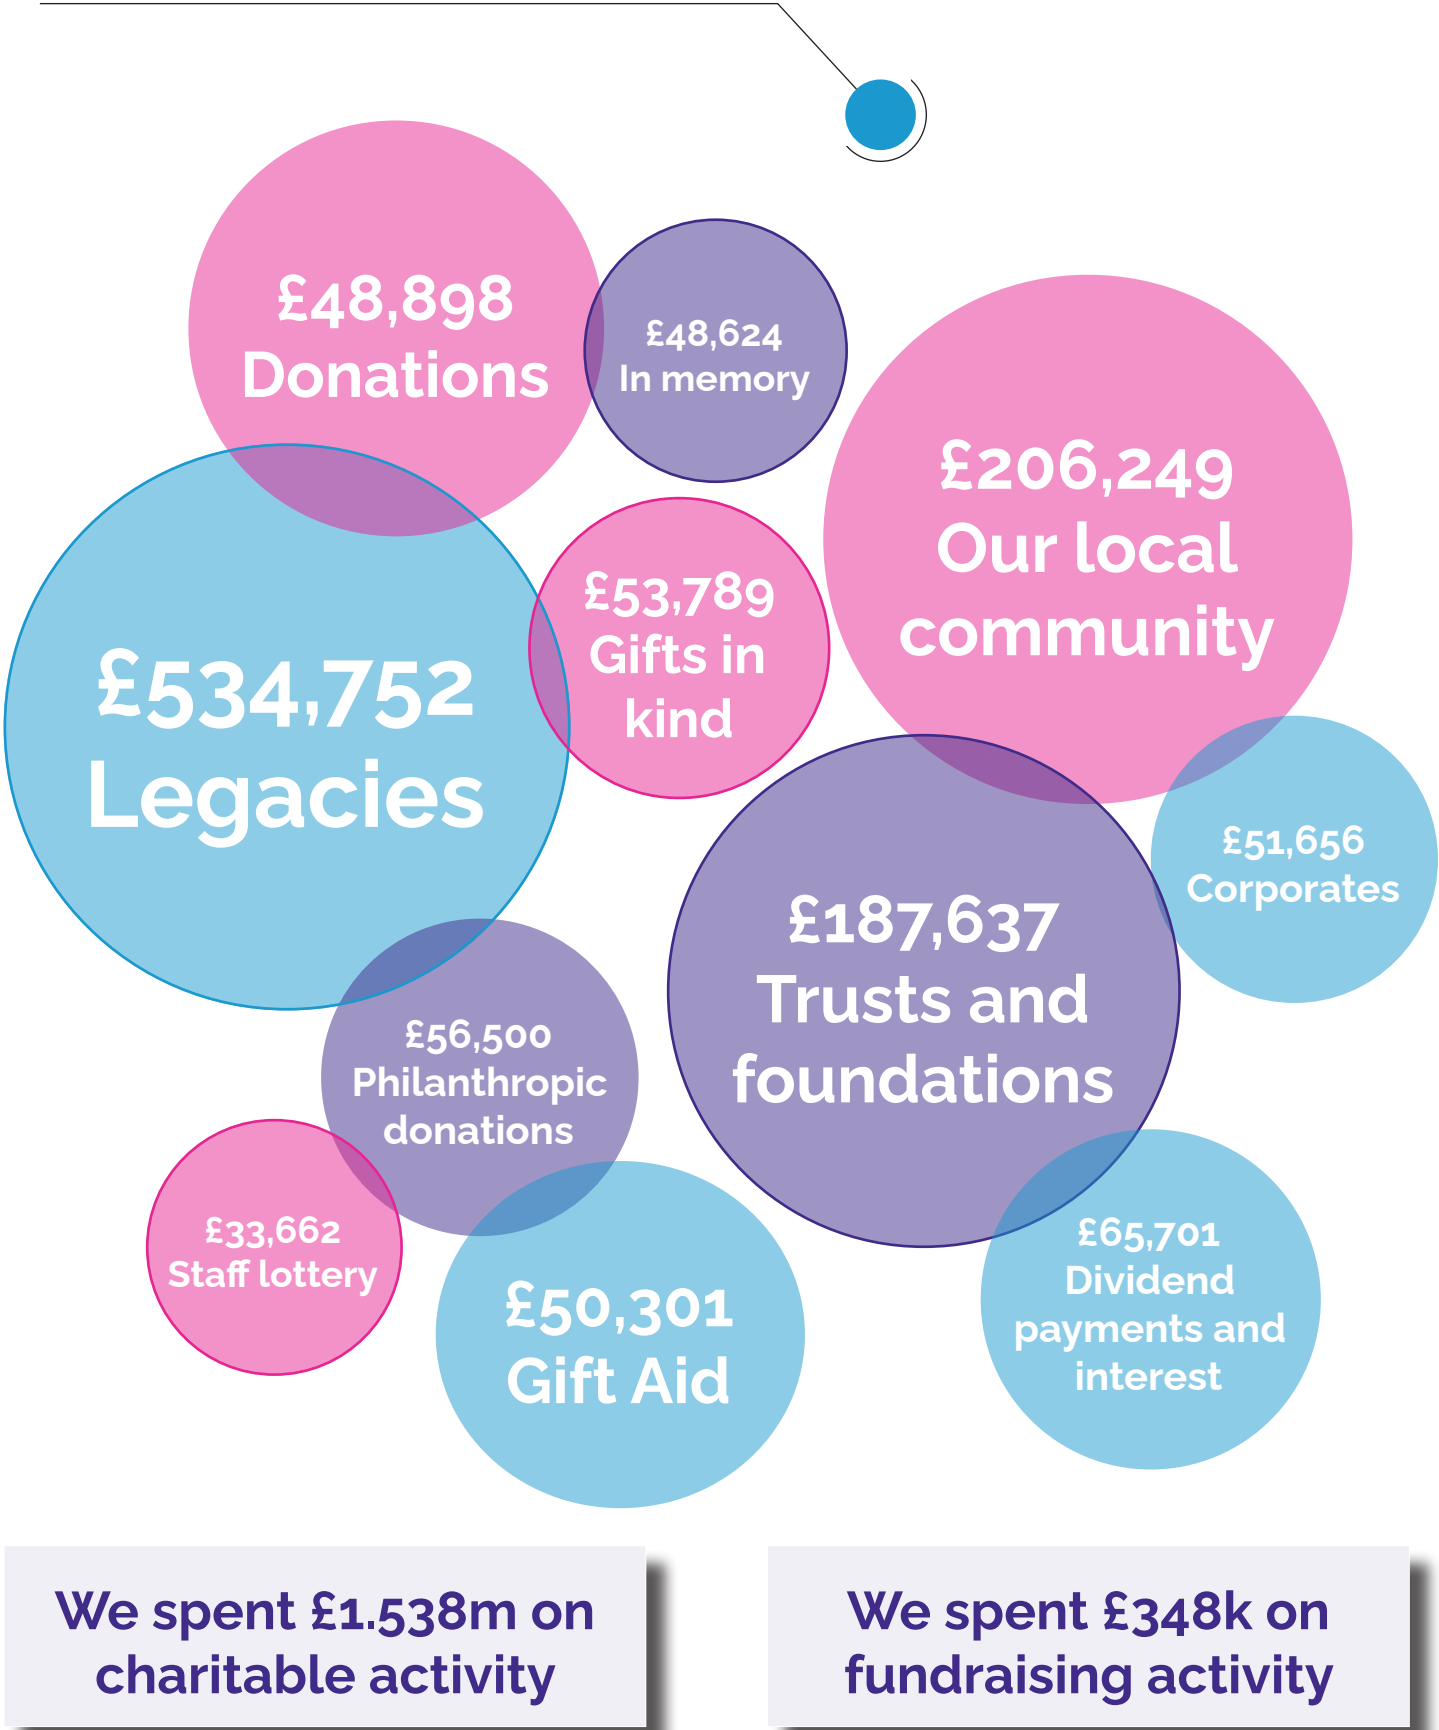 £48,898
Donations
£48,624
In memory
£206,249
Our local
community
£53,789
Gifts in
kind
£534,752
Legacies
£51,656
Corporates
£187,637
Trusts and
foundations
£56,500
Philanthropic
donations
£33,662
Staff lottery
£50,301
Gift Aid
£65,701
Dividend
payments and
interest
We spent £1.538m on
charitable activity
We spent £348k on
fundraising activity